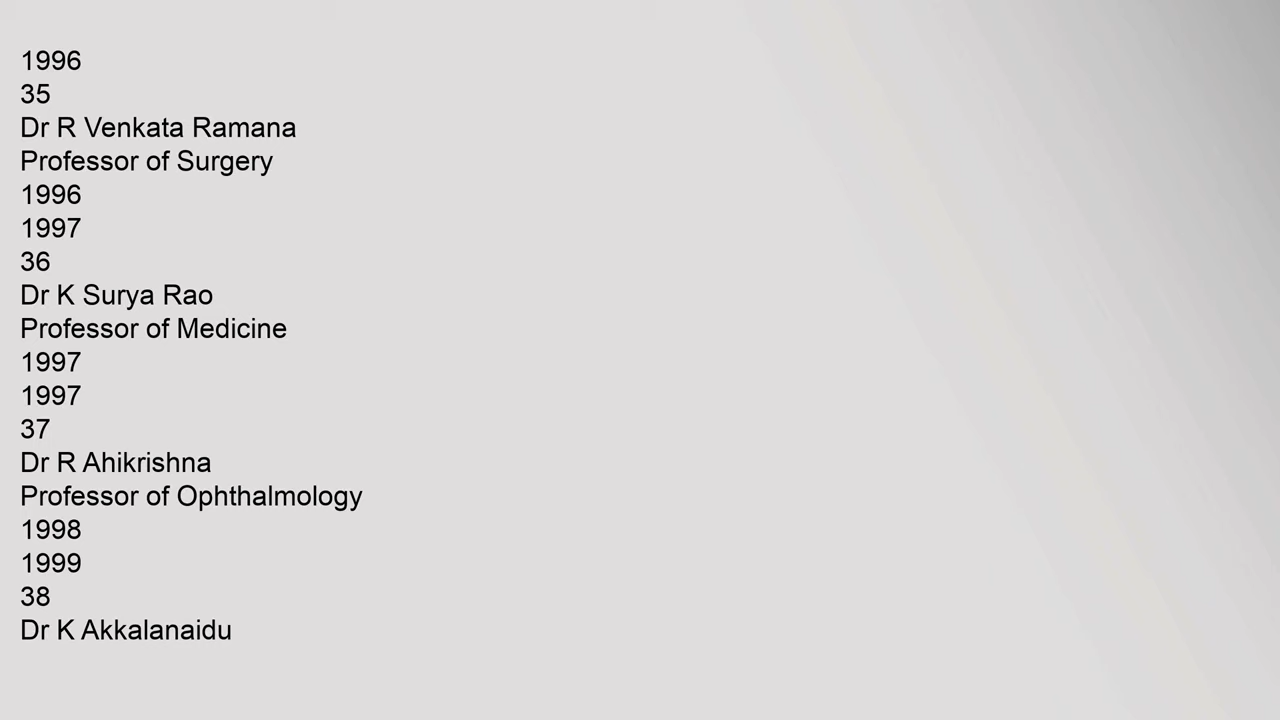 1996
35
Dr R Venkata Ramana
Professor of Surgery
1996
1997
36
Dr K Surya Rao
Professor of Medicine
1997
1997
37
Dr R Ahikrishna
Professor of Ophthalmology
1998
1999
38
Dr K Akkalanaidu